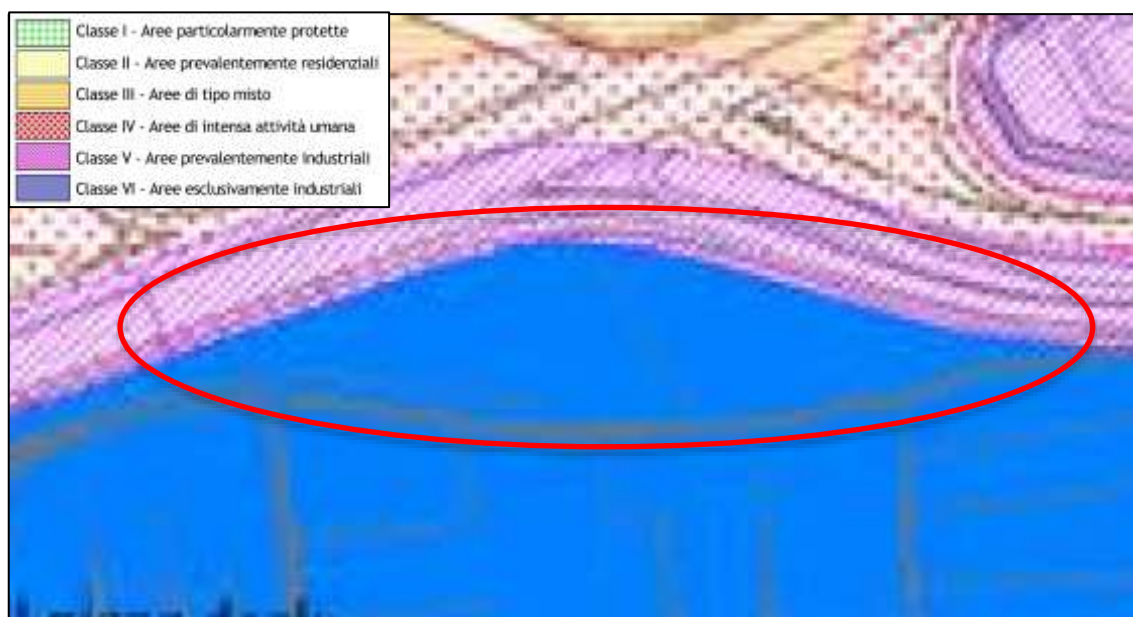 Classe I - Aree particolarmente protette
Classe II - Aree prevalentemente residenziali
Classe III - Aree di tipo misto
Classe IV - Aree di intensa attività umana
Classe V - Aree prevalentemente industriali
Classe VI - Aree esclusivamente industriali